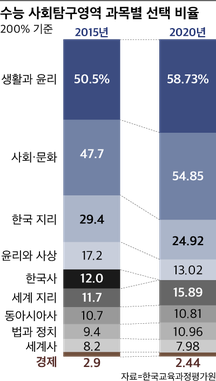 수능 사회탐구영역 과목별 선택 비율
200% 기준
2015년 2020년
생활과 윤리 50.5% 58.73%
사회·문화 47.7 54.85
한국 지리 29.4 24.92
윤리와 사상 17.2 13.02
한국사 12.0
세계 지리 11.7 15.89
동아시아사 10.7 10.81
법과 정치 9.4 10.96
세계사 8.2 7.98
경제 2.9 2.44
자료=한국교육과정평가원